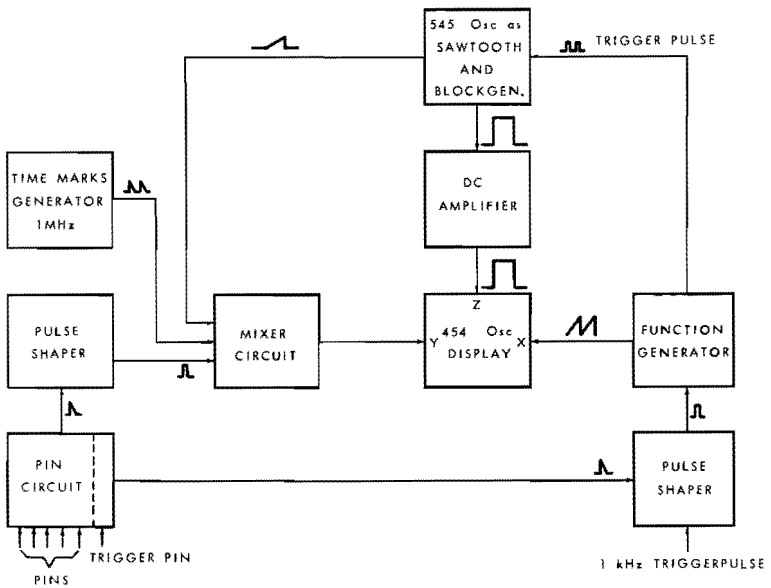 545 Osc as
SAWTOOTH
AND
BLOCKGEN.
TRIGGER PULSE
TIME MARKS
GENERATOR
1MHz
DC
AMPLIFIER
PULSE
SHAPER
MIXER
CIRCUIT
Z
Y 454 Osc X
DISPLAY
FUNCTION
GENERATOR
PIN
CIRCUIT
PULSE
SHAPER
TRIGGER PIN
PINS
1 kHz TRIGGERPULSE